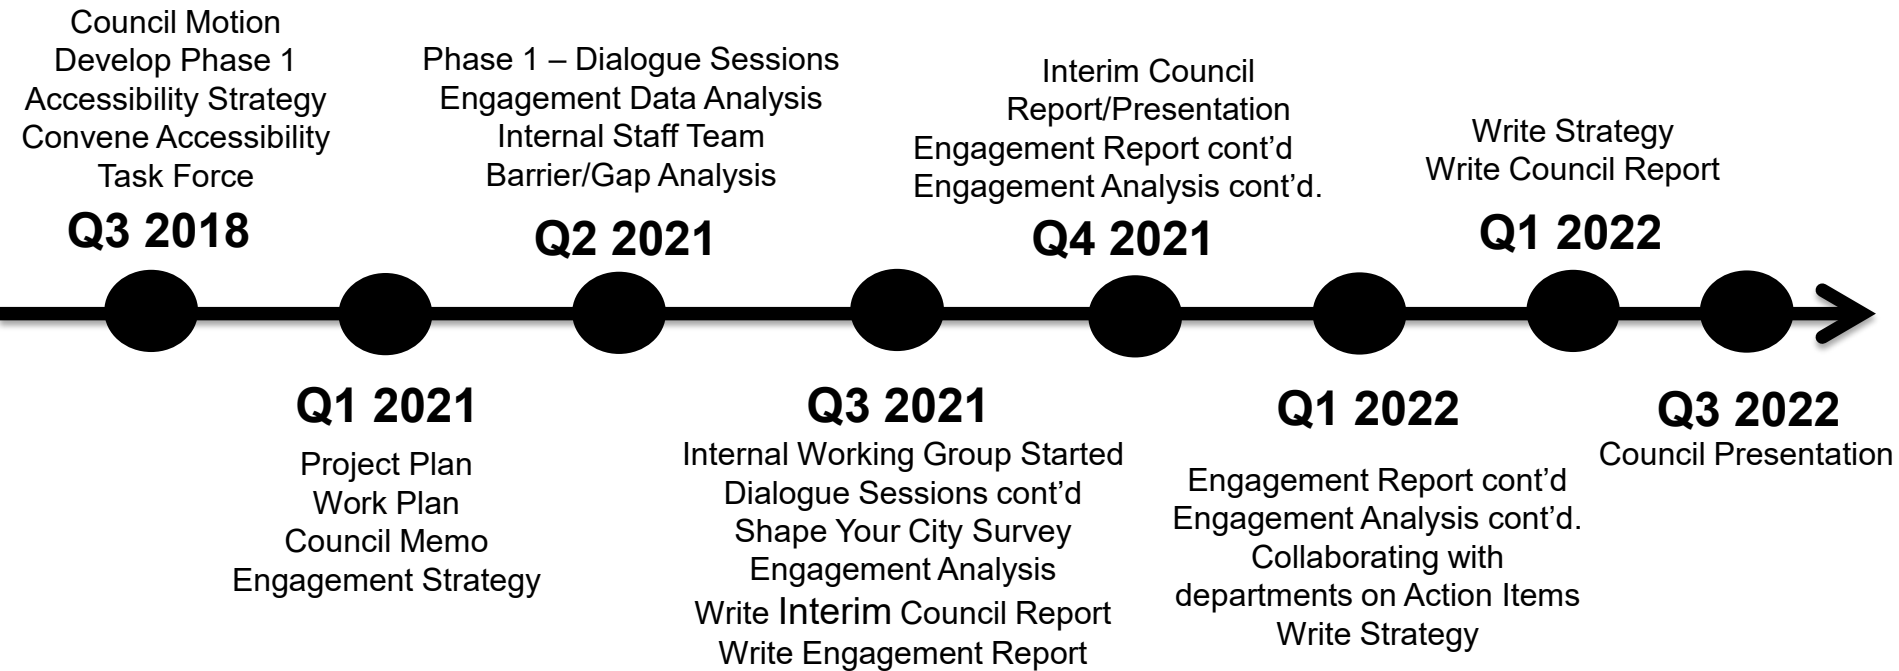 Council Motion
Develop Phase 1
Accessibility Strategy
Convene Accessibility
Task Force
Q3 2018
Q1 2021
Project Plan
Work Plan
Council Memo
Engagement Strategy
Phase 1 – Dialogue Sessions
Engagement Data Analysis
Internal Staff Team
Barrier/Gap Analysis
Q2 2021
Q3 2021
Internal Working Group Started
Dialogue Sessions cont’d
Shape Your City Survey
Engagement Analysis
Write Interim Council Report
Write Engagement Report
Interim Council
Report/Presentation
Engagement Report cont’d
Engagement Analysis cont’d.
Q4 2021
Q1 2022
Engagement Report cont’d
Engagement Analysis cont’d.
Collaborating with
departments on Action Items
Write Strategy
Write Strategy
Write Council Report
Q1 2022
Q3 2022
Council Presentation